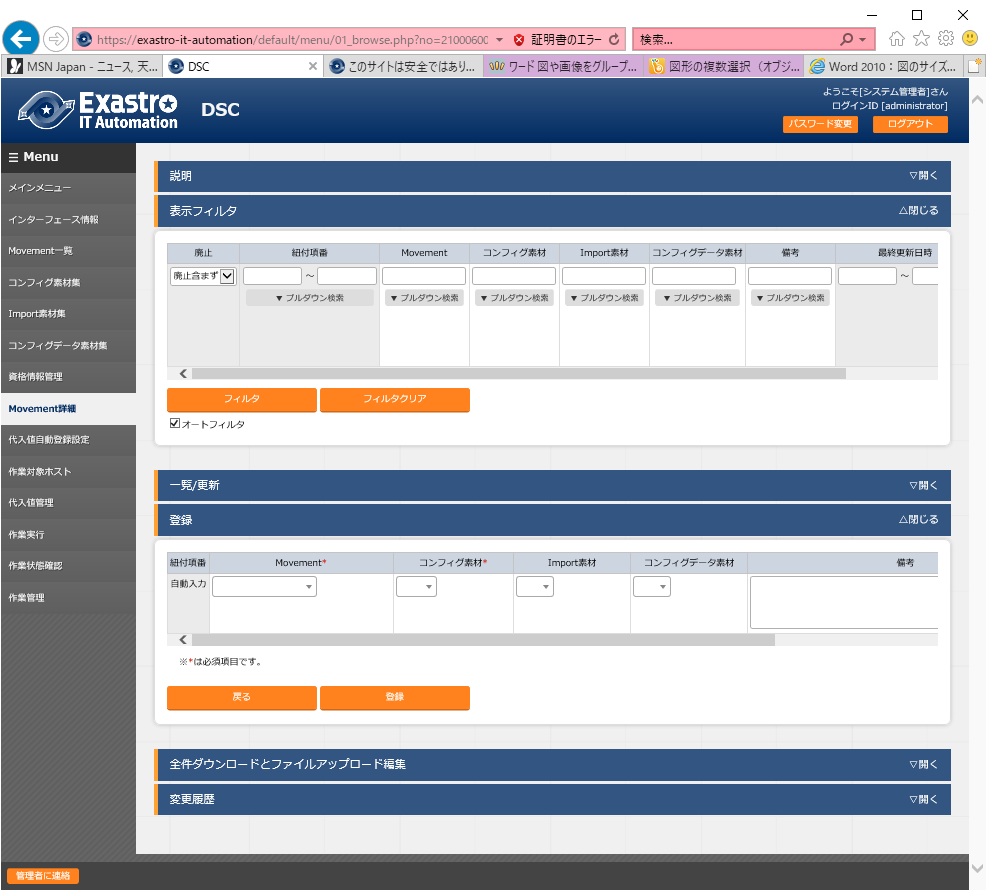 https://exastro-it-automation/default/menu/01_browse.php?no=21000600
証明書のエラー
検索...
MSN Japan - ニュース, 天...
DSC
このサイトは安全ではあり...
ワード 図や画像をグループ...
図形の複数選択（オブジ...
Word 2010：図のサイズ...
Exastro
IT Automation
DSC
ようこそ[システム管理者]さん
ログインID [administrator]
パスワード変更
ログアウト
☰ Menu
メインメニュー
インターフェース情報
Movement一覧
コンフィグ素材集
Import素材集
コンフィグデータ素材集
資格情報管理
Movement詳細
代入値自動登録設定
作業対象ホスト
代入値管理
作業実行
作業状態確認
作業管理
説明
▽開く
表示フィルタ
△閉じる
廃止
紐付項番
Movement
コンフィグ素材
Import素材
コンフィグデータ素材
備考
最終更新日時
廃止含まず
～
～
▼ プルダウン検索
▼ プルダウン検索
▼ プルダウン検索
▼ プルダウン検索
▼ プルダウン検索
▼ プルダウン検索
フィルタ
フィルタクリア
オートフィルタ
一覧/更新
▽開く
登録
△閉じる
紐付項番
Movement*
コンフィグ素材*
Import素材
コンフィグデータ素材
備考
自動入力
※*は必須項目です。
戻る
登録
全件ダウンロードとファイルアップロード編集
▽開く
変更履歴
▽開く
管理者に連絡